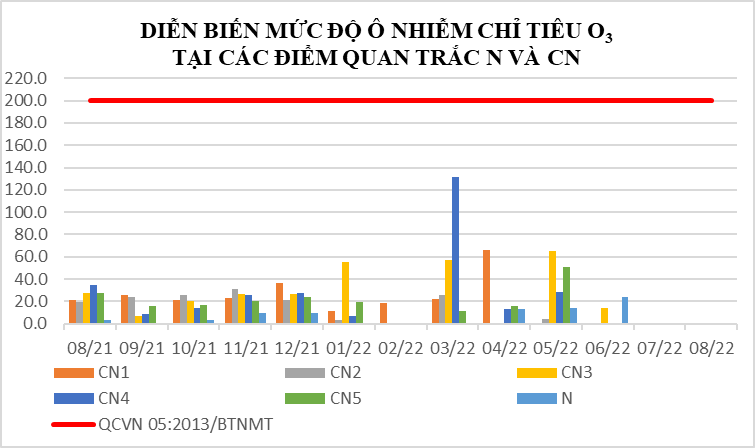 DIỄN BIẾN MỨC ĐỘ Ô NHIỄM CHỈ TIÊU O₃
TẠI CÁC ĐIỂM QUAN TRẮC N VÀ CN
220.0
200.0
180.0
160.0
140.0
120.0
100.0
80.0
60.0
40.0
20.0
0.0
08/21 09/21 10/21 11/21 12/21 01/22 02/22 03/22 04/22 05/22 06/22 07/22 08/22
CN1 CN2 CN3
CN4 CN5 N
QCVN 05:2013/BTNMT